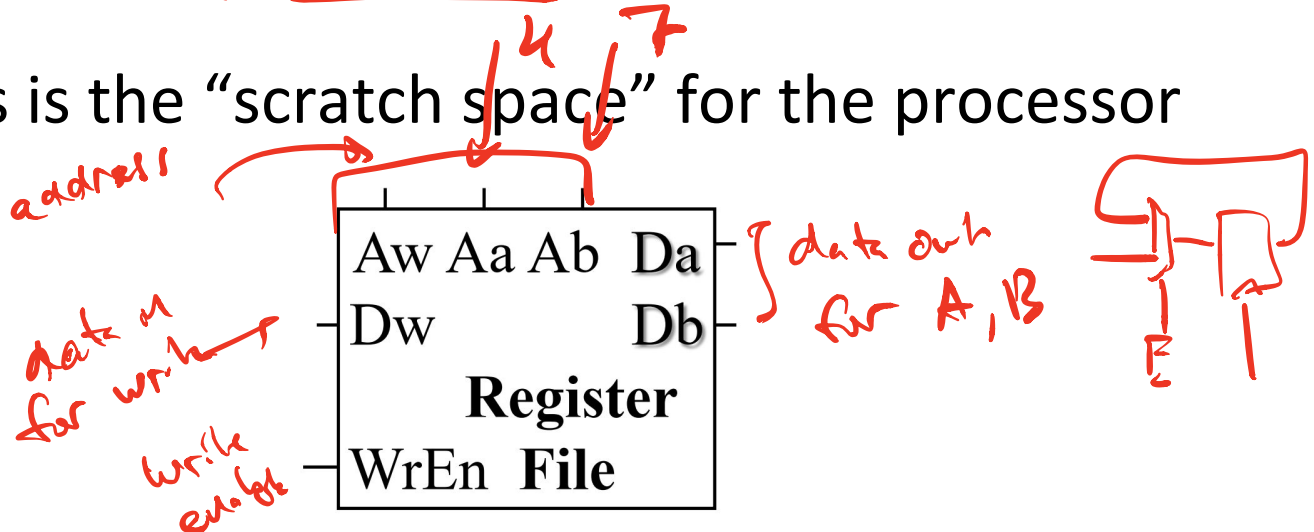 4 7
s is the “scratch space” for the processor
address
Aw Aa Ab Da
data out
for A, B
Dw Db
data in
for write
Register
WrEn File
write
enable
E